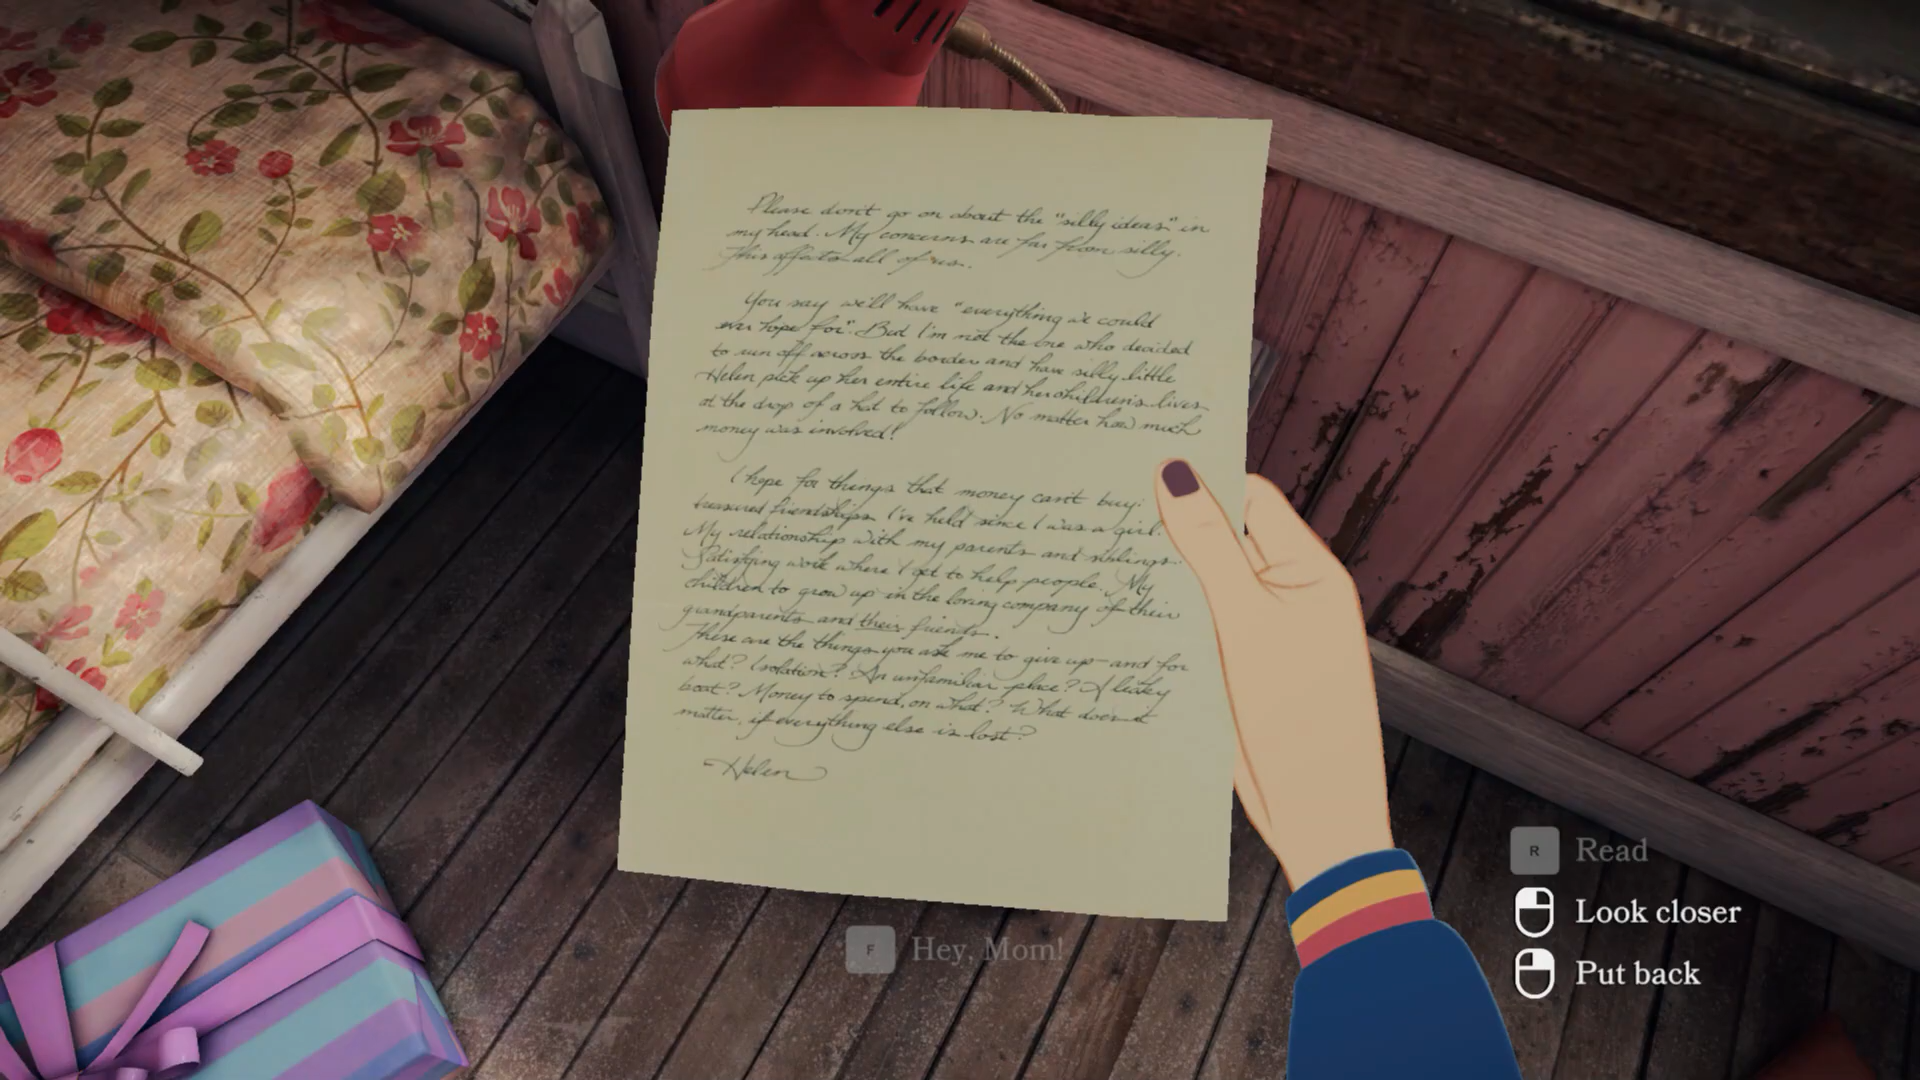 Please don't go on about the "silly ideas" in
my head. My concerns are far from silly.
This affects all of us.
You say we'll have "everything we could
ever hope for". But I'm not the one who decided
to run off across the border and have silly little
Helen pick up her entire life and her children's lives
at the drop of a hat to follow. No matter how much
money was involved!
I hope for things that money can't buy:
treasured friendships I've held since I was a girl.
My relationship with my parents and siblings.
Satisfying work where I get to help people. My
children to grow up in the loving company of their
grandparents and their friends.
These are the things you ask me to give up - and for
what? Isolation? An unfamiliar place? A leaky
boat? Money to spend, on what? What does it
matter, if everything else is lost?
-Helen
R Read
Look closer
F Hey, Mom!
Put back